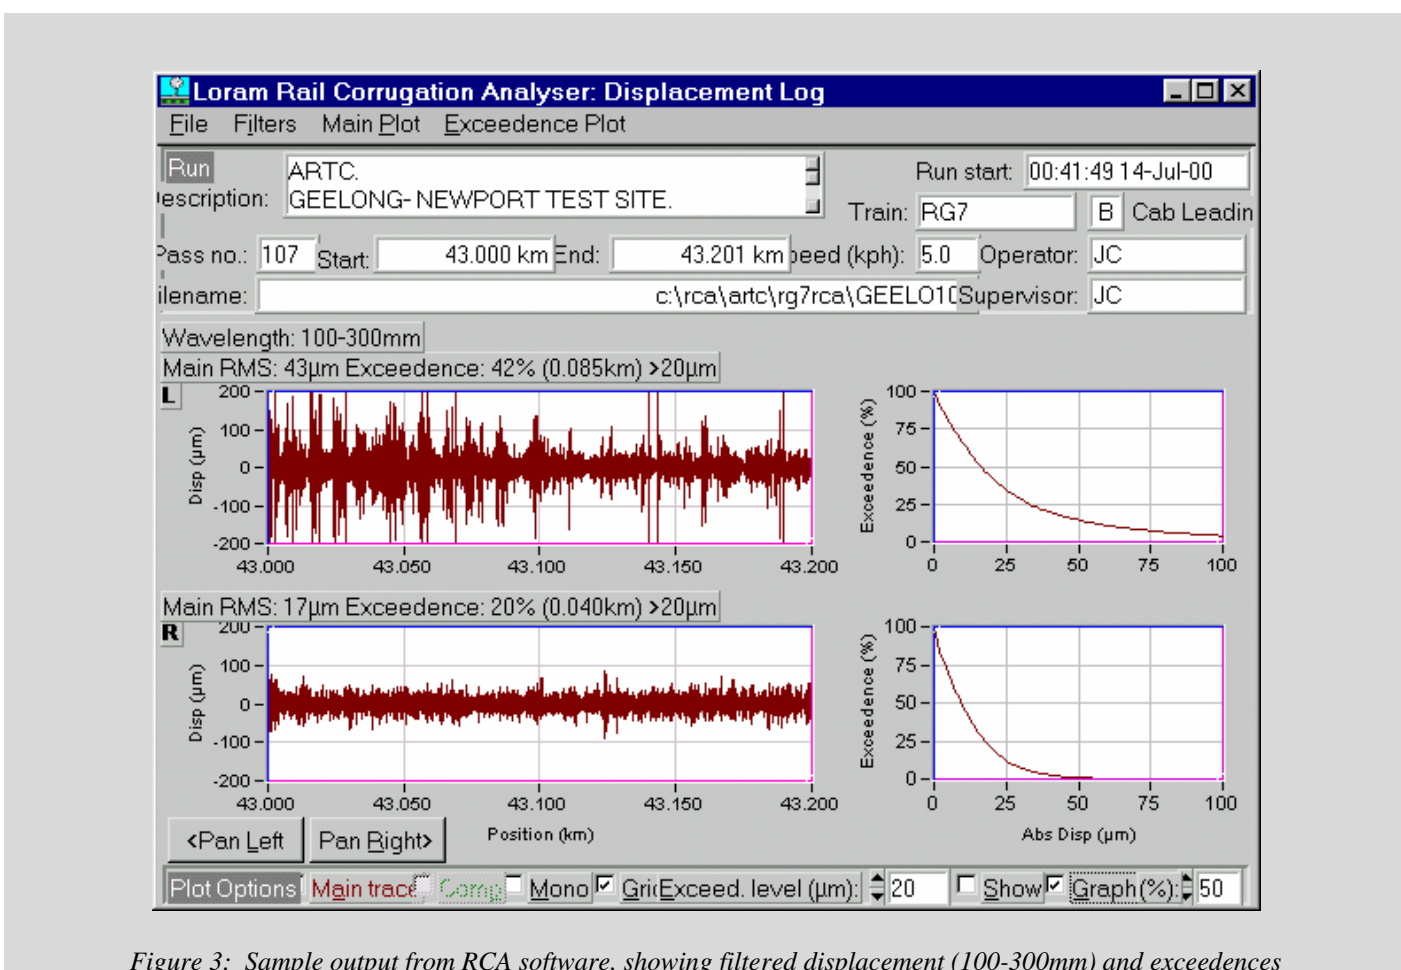 Loram Rail Corrugation Analyser: Displacement Log
File Filters Main Plot Exceedence Plot
Run
escription:
ARTC.
GEELONG- NEWPORT TEST SITE.
Run start: 00:41:49 14-Jul-00
Train: RG7 B Cab Leadin
Pass no.: 107 Start: 43.000 km End: 43.201 km peed (kph): 5.0 Operator: JC
ilename: c:\rca\artc\rg7rca\GEELO10 Supervisor: JC
Wavelength: 100-300mm
Main RMS: 43µm Exceedence: 42% (0.085km) >20µm
L
Disp (µm)
200
100
0
-100
-200
43.000 43.050 43.100 43.150 43.200
Exceedence (%)
100
75
50
25
0
0 25 50 75 100
Main RMS: 17µm Exceedence: 20% (0.040km) >20µm
R
Disp (µm)
200
100
0
-100
-200
43.000 43.050 43.100 43.150 43.200
Position (km)
Exceedence (%)
100
75
50
25
0
0 25 50 75 100
Abs Disp (µm)
<Pan Left Pan Right>
Plot Options Main trace Comp Mono Gric Exceed. level (µm): 20 Show Graph (%): 50
Figure 3: Sample output from RCA software, showing filtered displacement (100-300mm) and exceedences